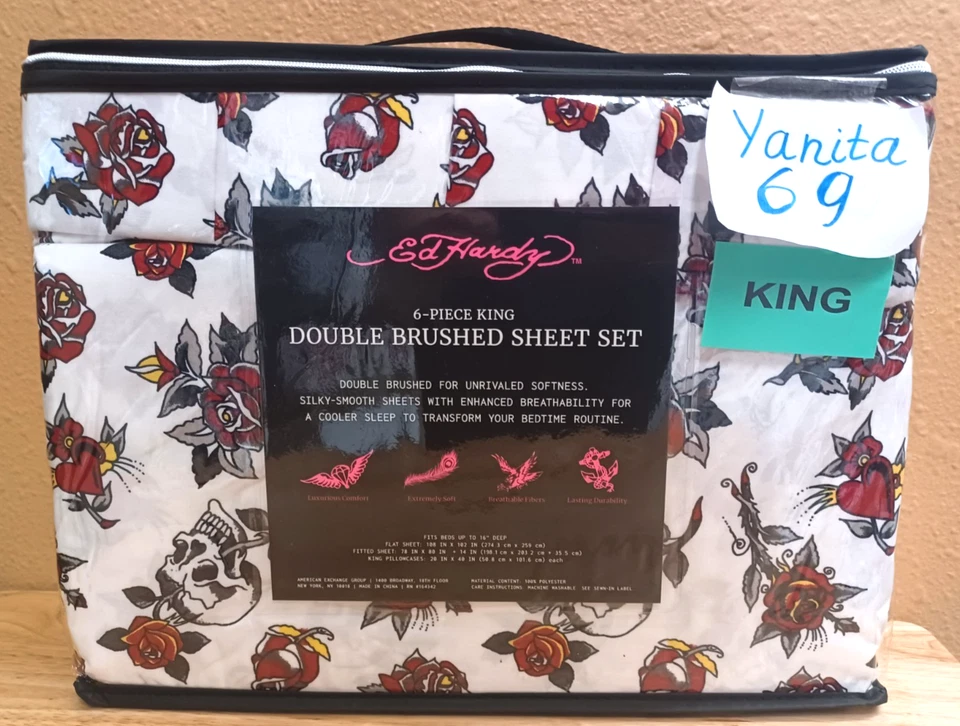 Yanita
69
KING
Ed Hardy™
6-PIECE KING
DOUBLE BRUSHED SHEET SET
DOUBLE BRUSHED FOR UNRIVALED SOFTNESS.
SILKY-SMOOTH SHEETS WITH ENHANCED BREATHABILITY FOR
A COOLER SLEEP TO TRANSFORM YOUR BEDTIME ROUTINE.
Luxurious Comfort
Extremely Soft
Breathable Fibers
Lasting Durability
FITS BEDS UP TO 16" DEEP
FLAT SHEET: 108 IN X 102 IN (274.3 cm x 259 cm)
FITTED SHEET: 78 IN X 80 IN + 14 IN (198.1 cm x 203.2 cm + 35.5 cm)
KING PILLOWCASES: 20 IN X 40 IN (50.8 cm x 101.6 cm) each
AMERICAN EXCHANGE GROUP | 1400 BROADWAY, 18TH FLOOR
NEW YORK, NY 10018 | MADE IN CHINA | RN #154342
MATERIAL CONTENT: 100% POLYESTER
CARE INSTRUCTIONS: MACHINE WASHABLE SEE SEWN-IN LABEL